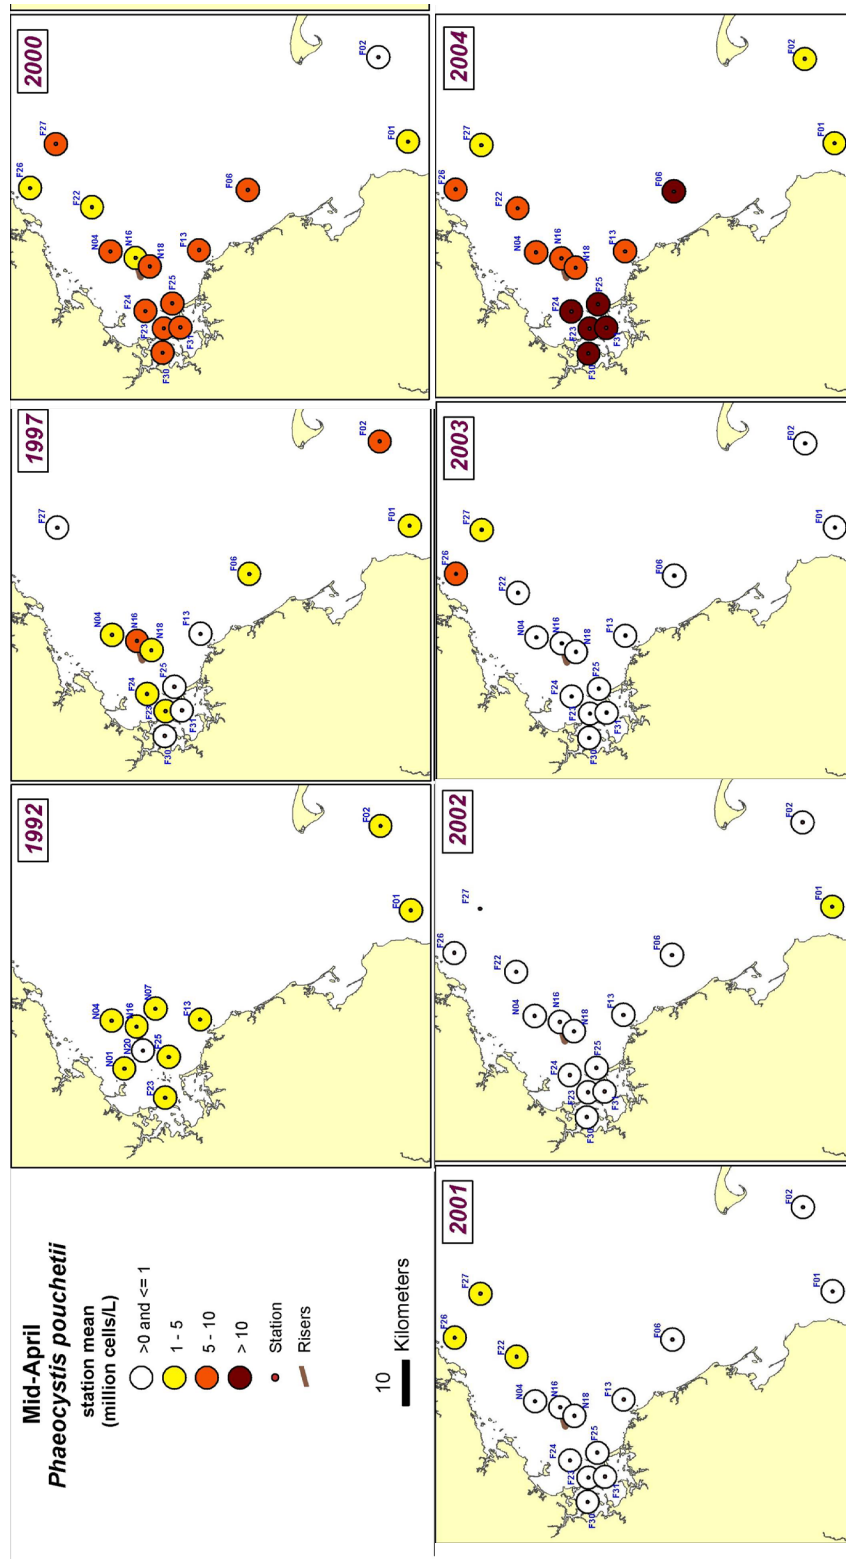 Mid-April
Phaeocystis pouchetii
station mean
(million cells/L)
>0 and <= 1
1 - 5
5 - 10
> 10
Station
Risers
10
Kilometers
1992
N04
N01
N20
N16
N07
F25
F23
F13
F02
F01
1997
F27
N04
F24
N16
F23
N18
F25
F30
F13
F31
F06
F02
F01
2000
F26
F27
F22
N04
F24
N16
F23
N18
F30
F25
F13
F31
F06
F02
F01
2001
F26
F27
F22
N04
F24
N16
F23
N18
F30
F25
F13
F31
F06
F02
F01
2002
F26
F27
F22
N04
F24
N16
F23
N18
F30
F25
F13
F31
F06
F02
F01
2003
F26
F27
F22
N04
F24
N16
F23
N18
F30
F25
F13
F31
F06
F02
F01
2004
F26
F27
F22
N04
F24
N16
F23
N18
F30
F25
F13
F31
F06
F02
F01